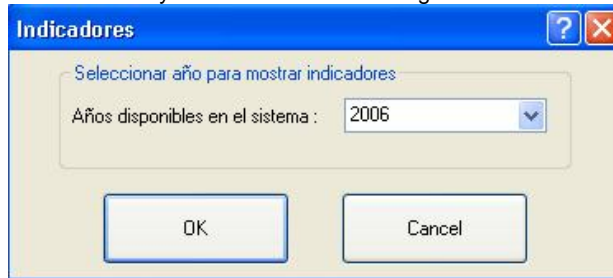 Indicadores
Seleccionar año para mostrar indicadores
Años disponibles en el sistema : 2006
OK Cancel